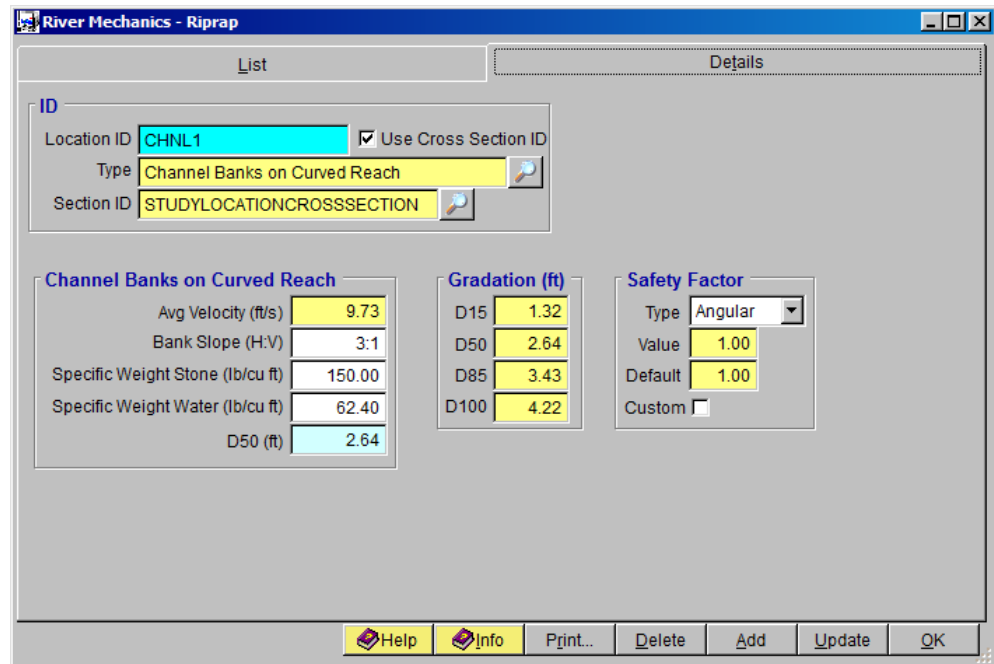 River Mechanics - Riprap
List
Details
ID
Location ID CHNL1 Use Cross Section ID
Type Channel Banks on Curved Reach
Section ID STUDYLOCATIONCROSSSECTION
Channel Banks on Curved Reach
Avg Velocity (ft/s) 9.73
Bank Slope (H:V) 3:1
Specific Weight Stone (lb/cu ft) 150.00
Specific Weight Water (lb/cu ft) 62.40
D50 (ft) 2.64
Gradation (ft)
D15 1.32
D50 2.64
D85 3.43
D100 4.22
Safety Factor
Type Angular
Value 1.00
Default 1.00
Custom
Help Info Print... Delete Add Update OK